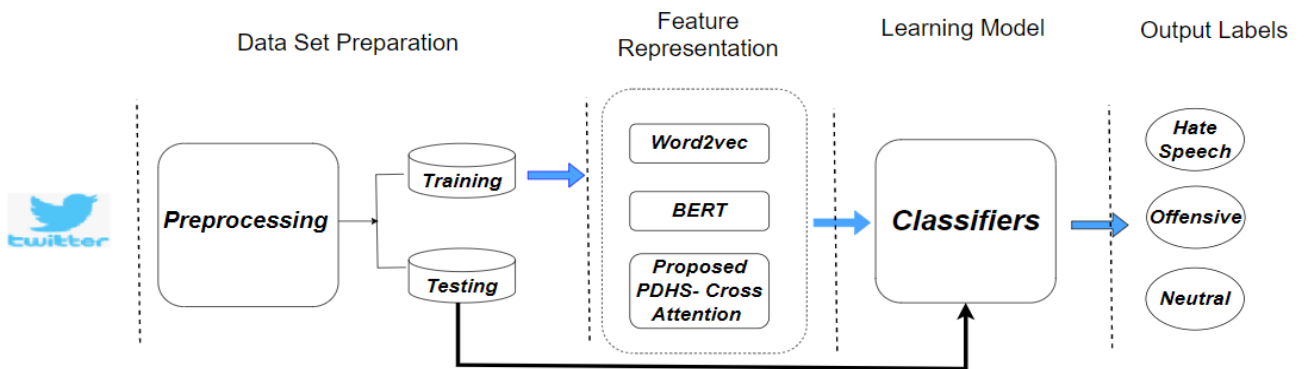 Data Set Preparation
Feature
Representation
Learning Model
Output Labels
twitter
Preprocessing
Training
Testing
Word2vec
BERT
Proposed
PDHS- Cross
Attention
Classifiers
Hate
Speech
Offensive
Neutral